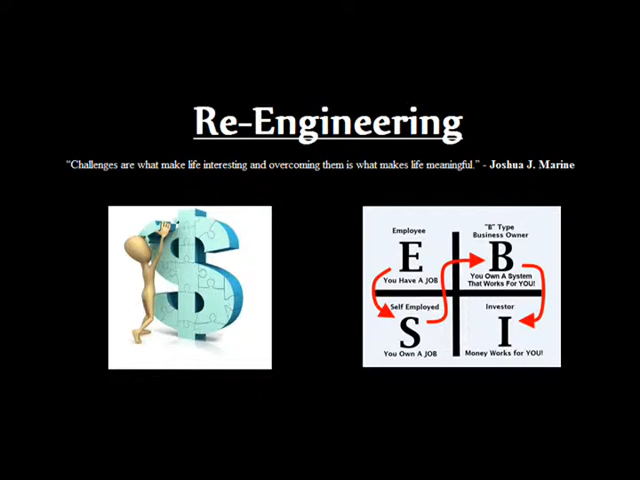 Re-Engineering
“Challenges are what make life interesting and overcoming them is what makes life meaningful.” - Joshua J. Marine
Employee
E
You Have A JOB
"B" Type
Business Owner
B
You Own A System
That Works For YOU!
Self Employed
S
You Own A JOB
Investor
I
Money Works for YOU!